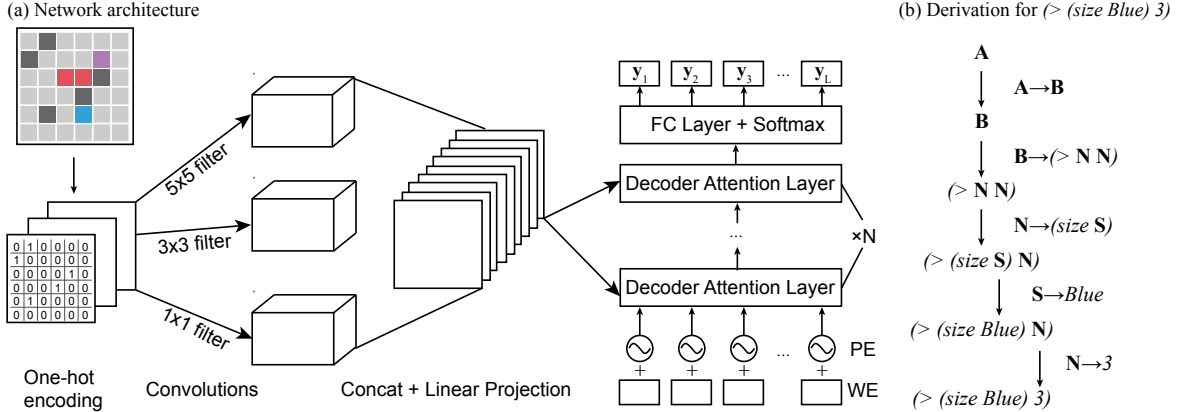 (a) Network architecture
(b) Derivation for (> (size Blue) 3)
5x5 filter
3x3 filter
1x1 filter
0 1 0 0 0 0
1 0 0 0 0 0
0 0 0 0 1 0
0 0 0 1 0 0
0 1 0 0 0 0
0 0 0 0 0 0
One-hot
encoding
Convolutions
Concat + Linear Projection
y1 y2 y3 ... yL
FC Layer + Softmax
Decoder Attention Layer
...
×N
Decoder Attention Layer
... PE
+ + + +
... WE
A
A→B
B
B→(> N N)
(> N N)
N→(size S)
(> (size S) N)
S→Blue
(> (size Blue) N)
N→3
(> (size Blue) 3)